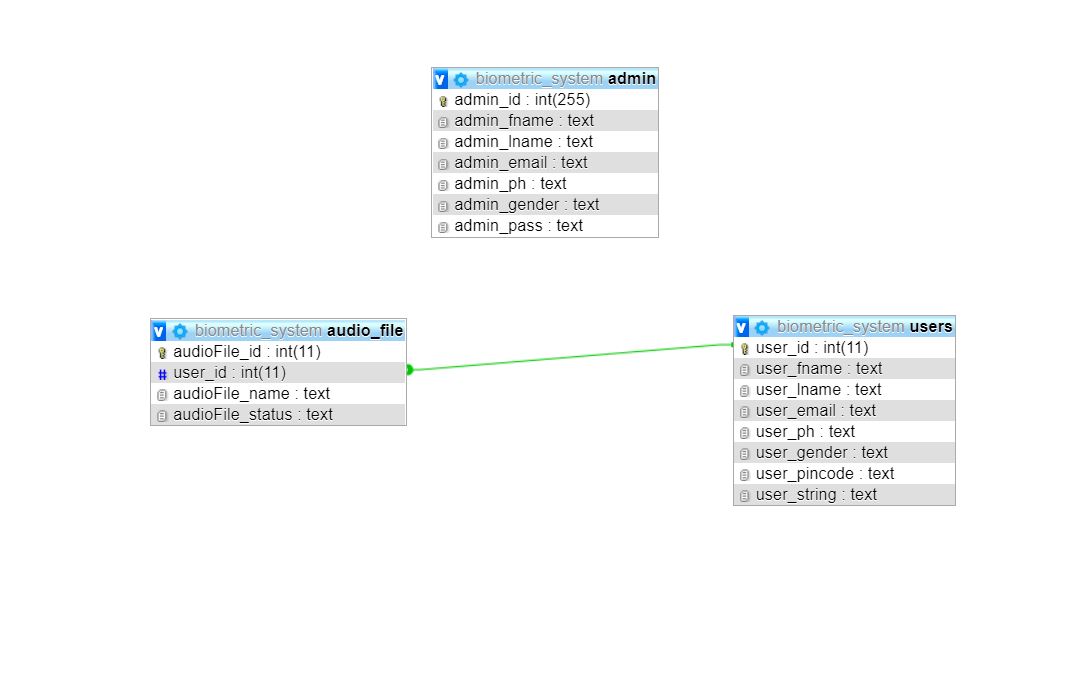 biometric_system admin
admin_id : int(255)
admin_fname : text
admin_lname : text
admin_email : text
admin_ph : text
admin_gender : text
admin_pass : text
biometric_system audio_file
audioFile_id : int(11)
# user_id : int(11)
audioFile_name : text
audioFile_status : text
biometric_system users
user_id : int(11)
user_fname : text
user_lname : text
user_email : text
user_ph : text
user_gender : text
user_pincode : text
user_string : text